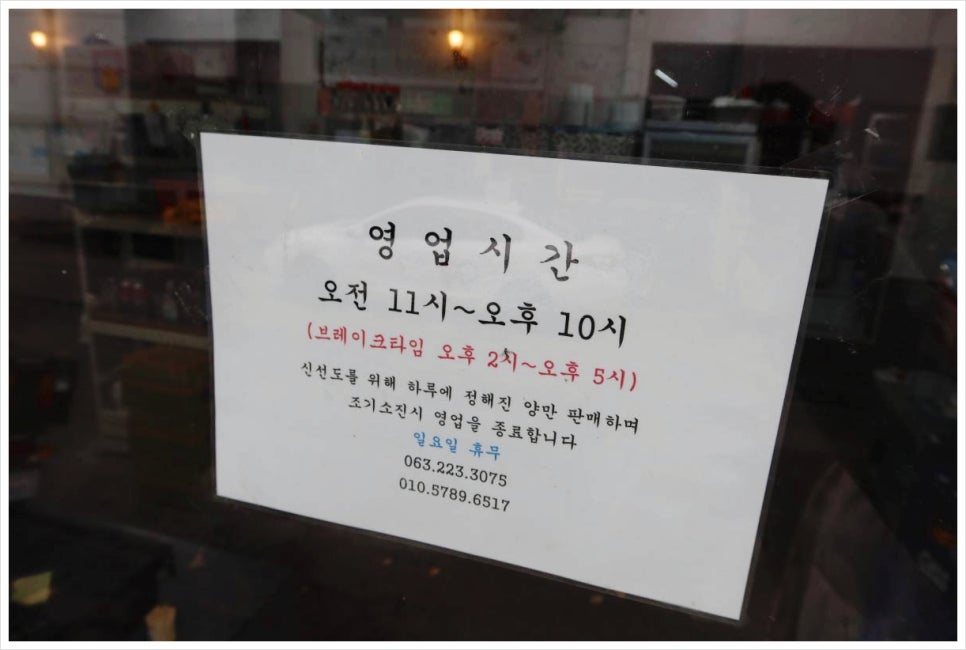 영업시간
오전 11시~오후 10시
(브레이크타임 오후 2시~오후 5시)
신선도를 위해 하루에 정해진 양만 판매하며
조기소진시 영업을 종료합니다
일요일 휴무
063.223.3075
010.5789.6517